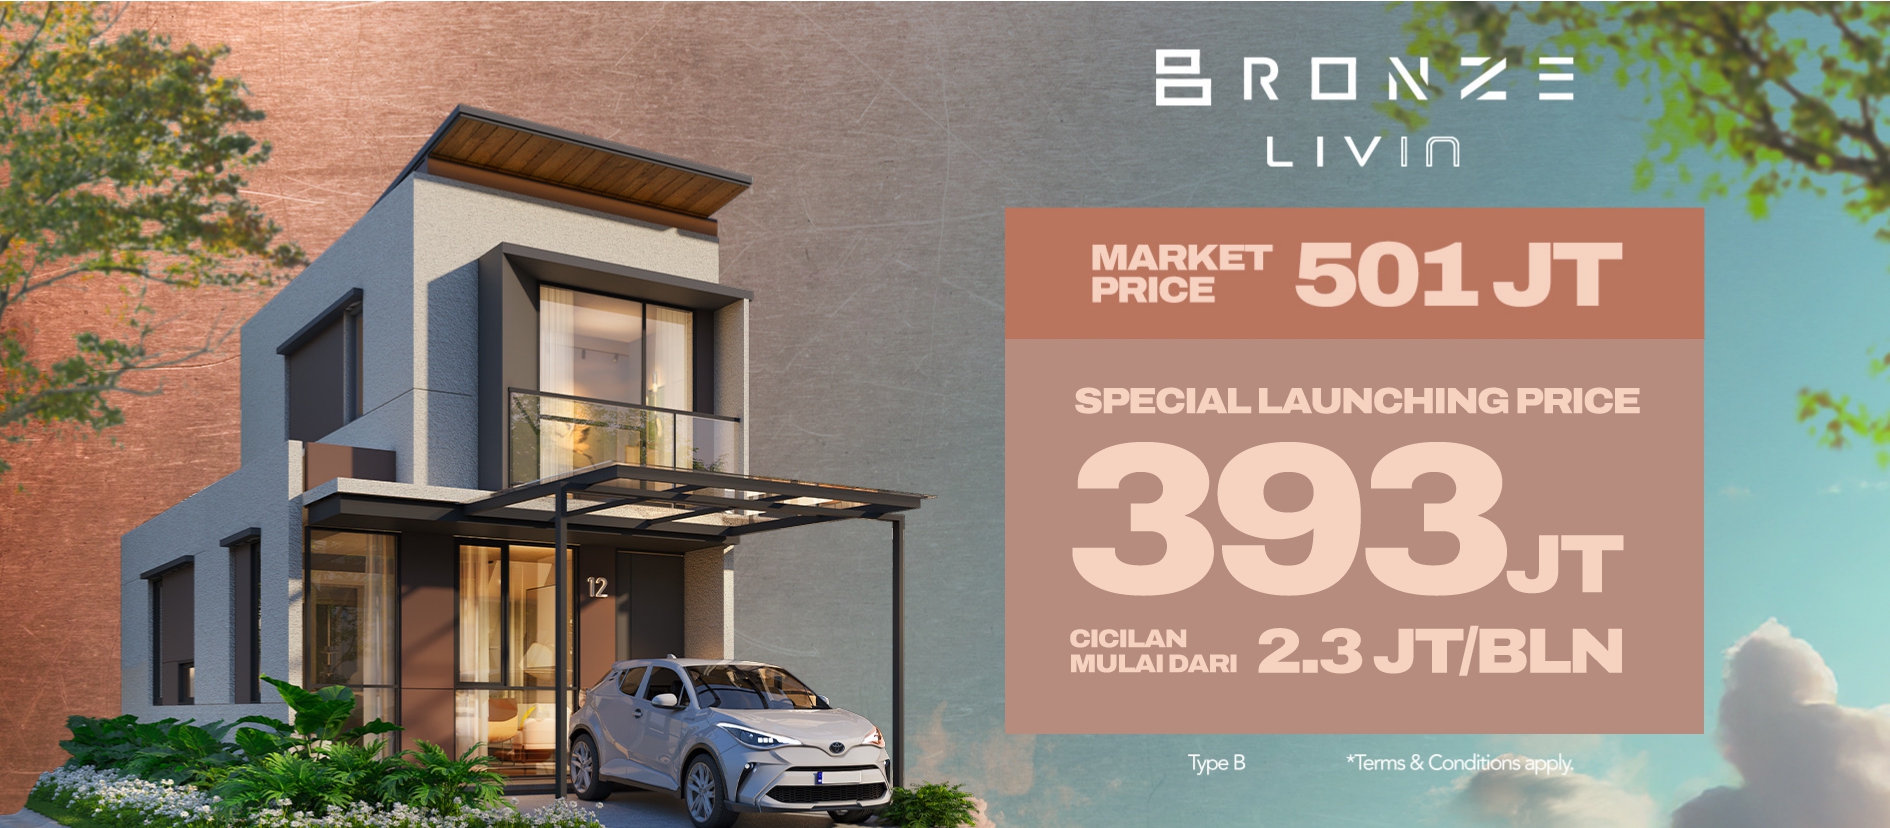 BRONZE
LIVIN
MARKET
PRICE
501 JT
SPECIAL LAUNCHING PRICE
393 JT
CICILAN
MULAI DARI
2.3 JT/BLN
12
Type B
*Terms & Conditions apply.